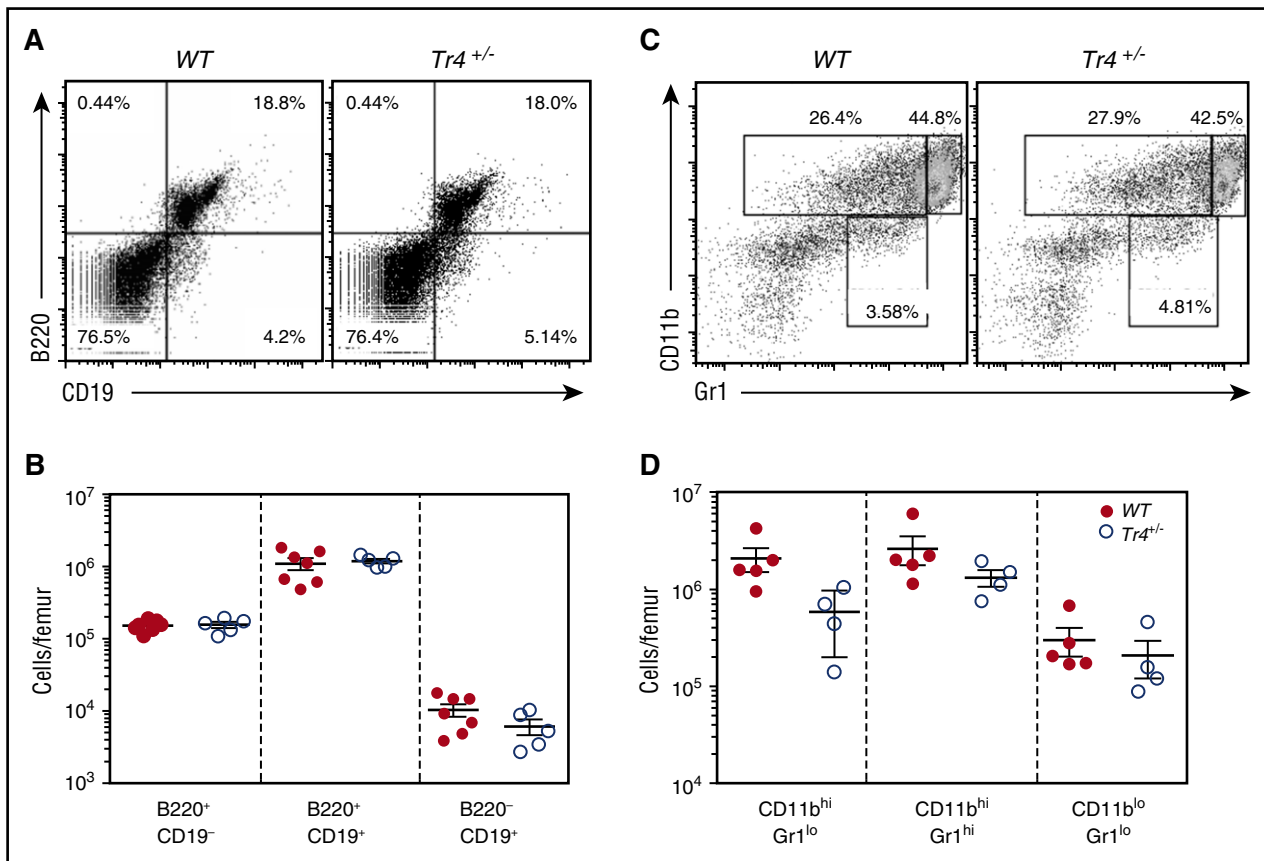 A
WT
Tr4 +/-
0.44%
18.8%
0.44%
18.0%
76.5%
4.2%
76.4%
5.14%
B220
CD19
C
WT
Tr4 +/-
26.4%
44.8%
27.9%
42.5%
3.58%
4.81%
CD11b
Gr1
B
10⁷
10⁶
10⁵
10⁴
10³
Cells/femur
B220⁺ CD19⁻
B220⁺ CD19⁺
B220⁻ CD19⁺
D
10⁷
10⁶
10⁵
10⁴
Cells/femur
WT
Tr4+/-
CD11bhi Gr1lo
CD11bhi Gr1hi
CD11blo Gr1lo